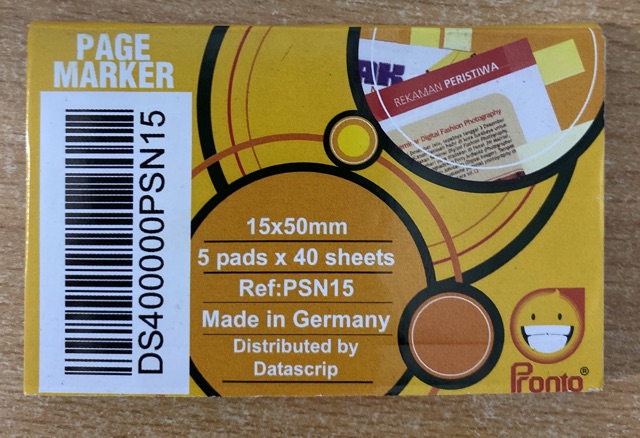 PAGE
MARKER
DS400000PSN15
AK
REKAMAN PERISTIWA
Digital Fashion Photography
15x50mm
5 pads x 40 sheets
Ref:PSN15
Made in Germany
Distributed by
Datascrip
Pronto®